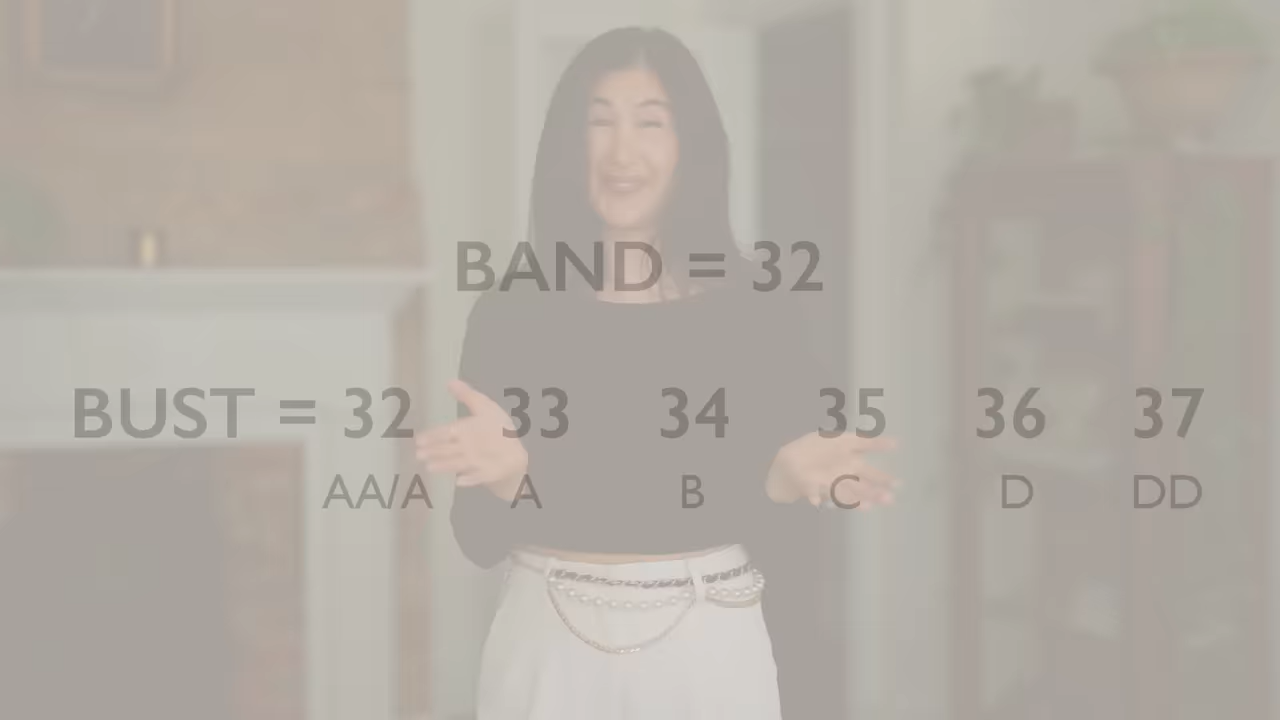 BAND = 32
BUST = 32 33 34 35 36 37
AA/A A B C D DD